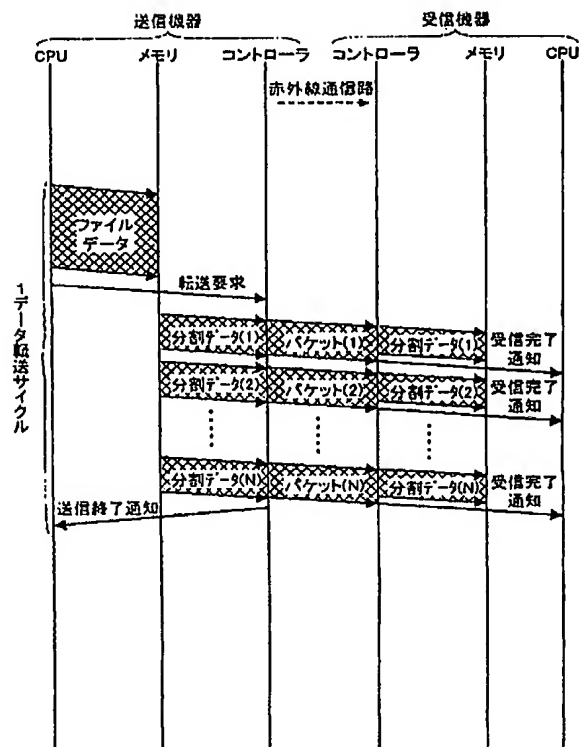 送信機器 受信機器
CPU メモリ コントローラ コントローラ メモリ CPU
赤外線通信路
ファイル
データ
1データ転送サイクル
転送要求
分割データ(1) パケット(1) 分割データ(1) 受信完了
通知
分割データ(2) パケット(2) 分割データ(2) 受信完了
通知
分割データ(N) パケット(N) 分割データ(N) 受信完了
通知
送信終了通知